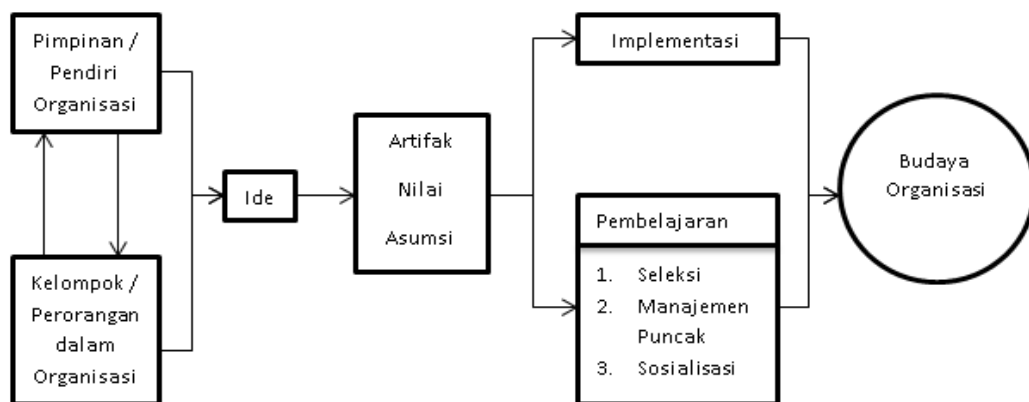 Pimpinan /
Pendiri
Organisasi
Kelompok /
Perorangan
dalam
Organisasi
Ide
Artifak
Nilai
Asumsi
Implementasi
Pembelajaran
1. Seleksi
2. Manajemen
Puncak
3. Sosialisasi
Budaya
Organisasi